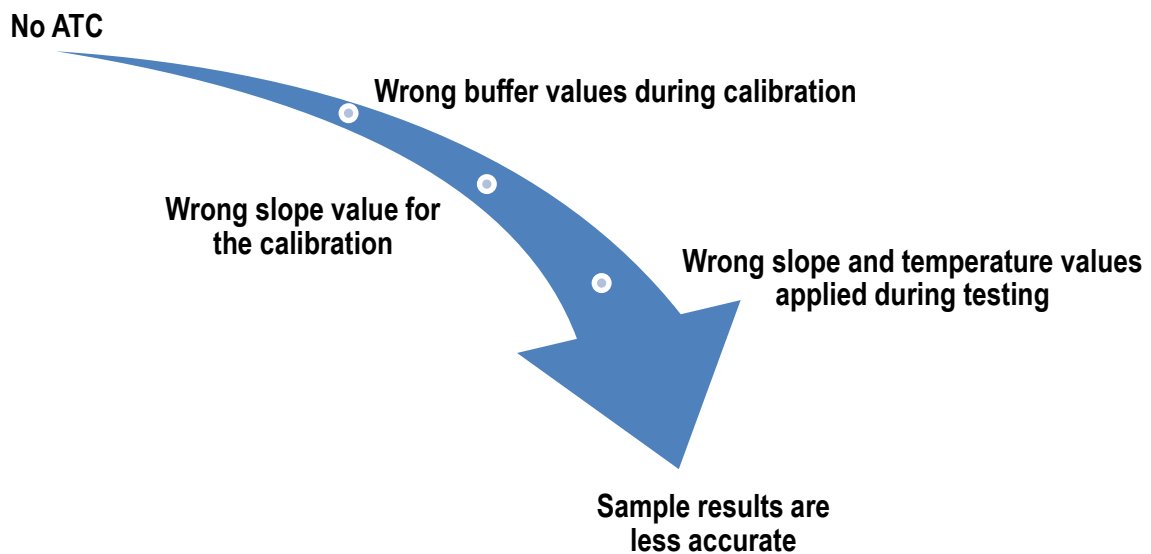 No ATC
Wrong buffer values during calibration
Wrong slope value for
the calibration
Wrong slope and temperature values
applied during testing
Sample results are
less accurate